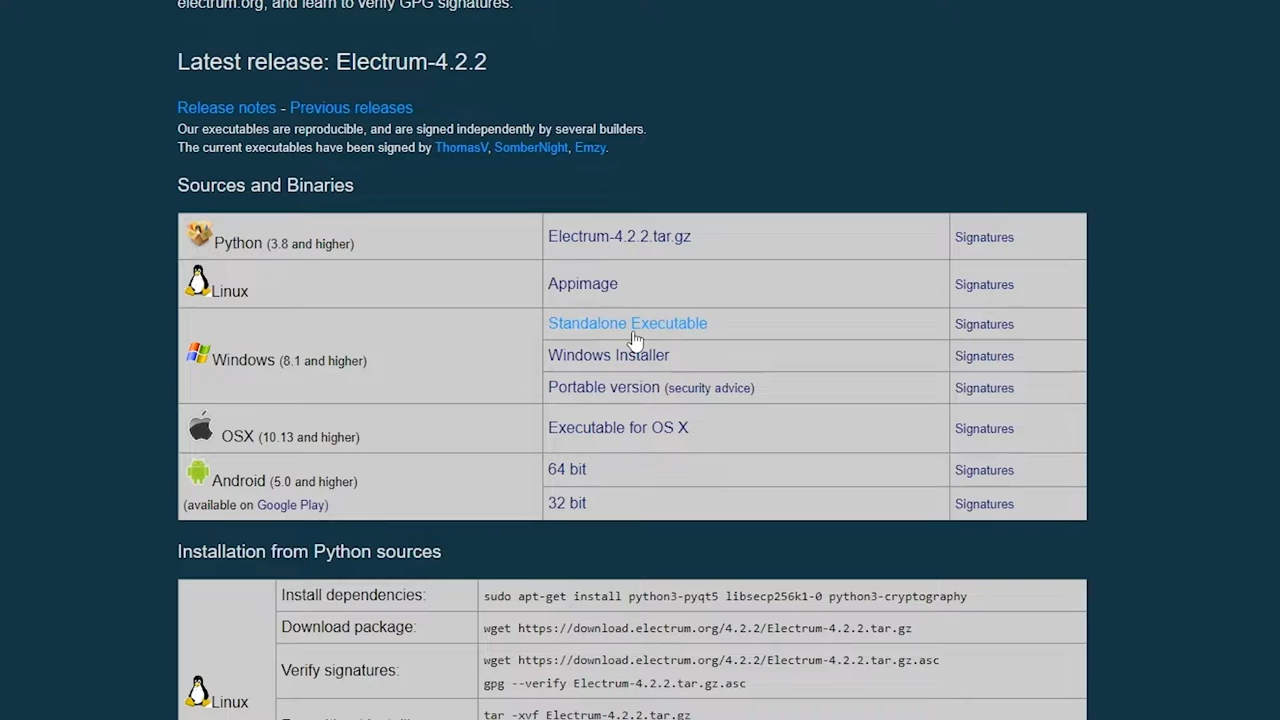 electrum.org, and learn to verify GPG signatures.
Latest release: Electrum-4.2.2
Release notes - Previous releases
Our executables are reproducible, and are signed independently by several builders.
The current executables have been signed by ThomasV, SomberNight, Emzy.
Sources and Binaries
Python (3.8 and higher) Electrum-4.2.2.tar.gz Signatures
Linux Appimage Signatures
Standalone Executable Signatures
Windows (8.1 and higher) Windows Installer Signatures
Portable version (security advice) Signatures
OSX (10.13 and higher) Executable for OS X Signatures
Android (5.0 and higher) 64 bit Signatures
(available on Google Play) 32 bit Signatures
Installation from Python sources
Install dependencies: sudo apt-get install python3-pyqt5 libsecp256k1-0 python3-cryptography
Download package: wget https://download.electrum.org/4.2.2/Electrum-4.2.2.tar.gz
Verify signatures: wget https://download.electrum.org/4.2.2/Electrum-4.2.2.tar.gz.asc
gpg --verify Electrum-4.2.2.tar.gz.asc
Linux
tar -xvf Electrum-4.2.2.tar.gz